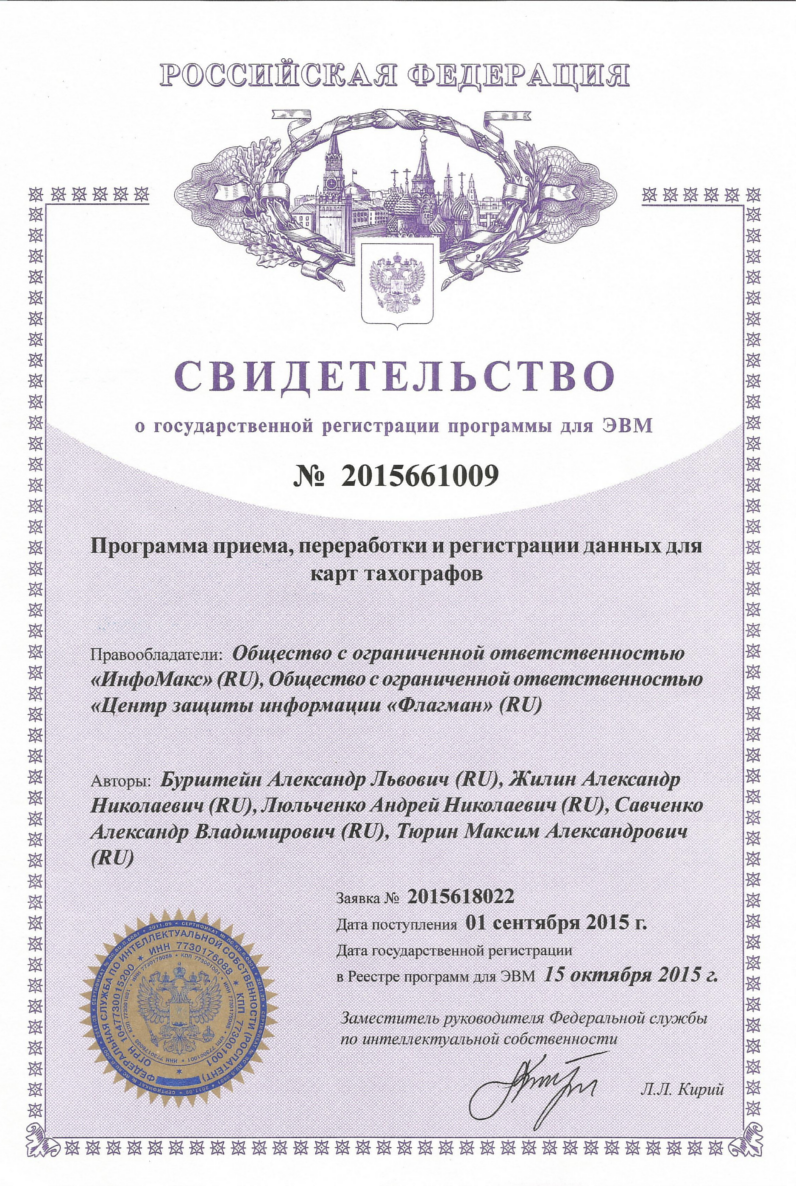 РОССИЙСКАЯ ФЕДЕРАЦИЯ
СВИДЕТЕЛЬСТВО
о государственной регистрации программы для ЭВМ
№ 2015661009
Программа приема, переработки и регистрации данных для
карт тахографов
Правообладатели: Общество с ограниченной ответственностью
«ИнфоМакс» (RU), Общество с ограниченной ответственностью
«Центр защиты информации «Флагман» (RU)
Авторы: Бурштейн Александр Львович (RU), Жилин Александр
Николаевич (RU), Люльченко Андрей Николаевич (RU), Савченко
Александр Владимирович (RU), Тюрин Максим Александрович
(RU)
Заявка № 2015618022
Дата поступления 01 сентября 2015 г.
Дата государственной регистрации
в Реестре программ для ЭВМ 15 октября 2015 г.
Заместитель руководителя Федеральной службы
по интеллектуальной собственности
Л.Л. Кирий
ФЕДЕРАЛЬНАЯ СЛУЖБА ПО ИНТЕЛЛЕКТУАЛЬНОЙ СОБСТВЕННОСТИ (РОСПАТЕНТ)
ОГРН 1047730015200 * ИНН 7730176088 * КПП 773001001